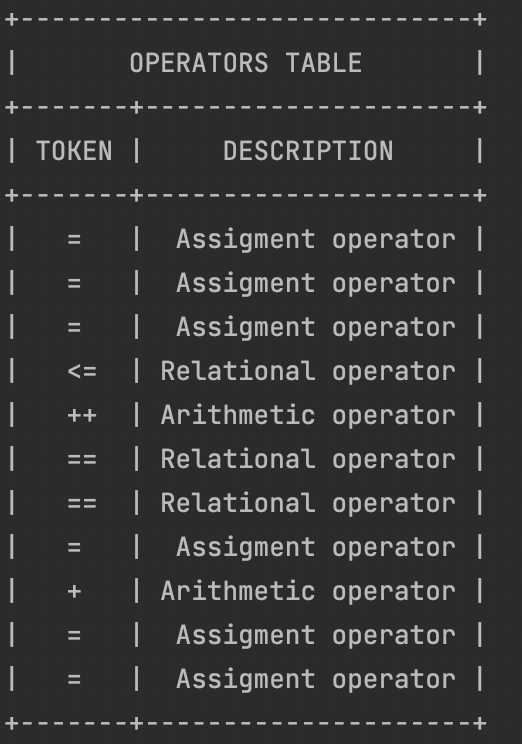 +-----------------------------+
|       OPERATORS TABLE       |
+-------+---------------------+
| TOKEN |     DESCRIPTION     |
+-------+---------------------+
|   =   |  Assigment operator |
|   =   |  Assigment operator |
|   =   |  Assigment operator |
|   <=  | Relational operator |
|   ++  | Arithmetic operator |
|   ==  | Relational operator |
|   ==  | Relational operator |
|   =   |  Assigment operator |
|   +   | Arithmetic operator |
|   =   |  Assigment operator |
|   =   |  Assigment operator |
+-------+---------------------+